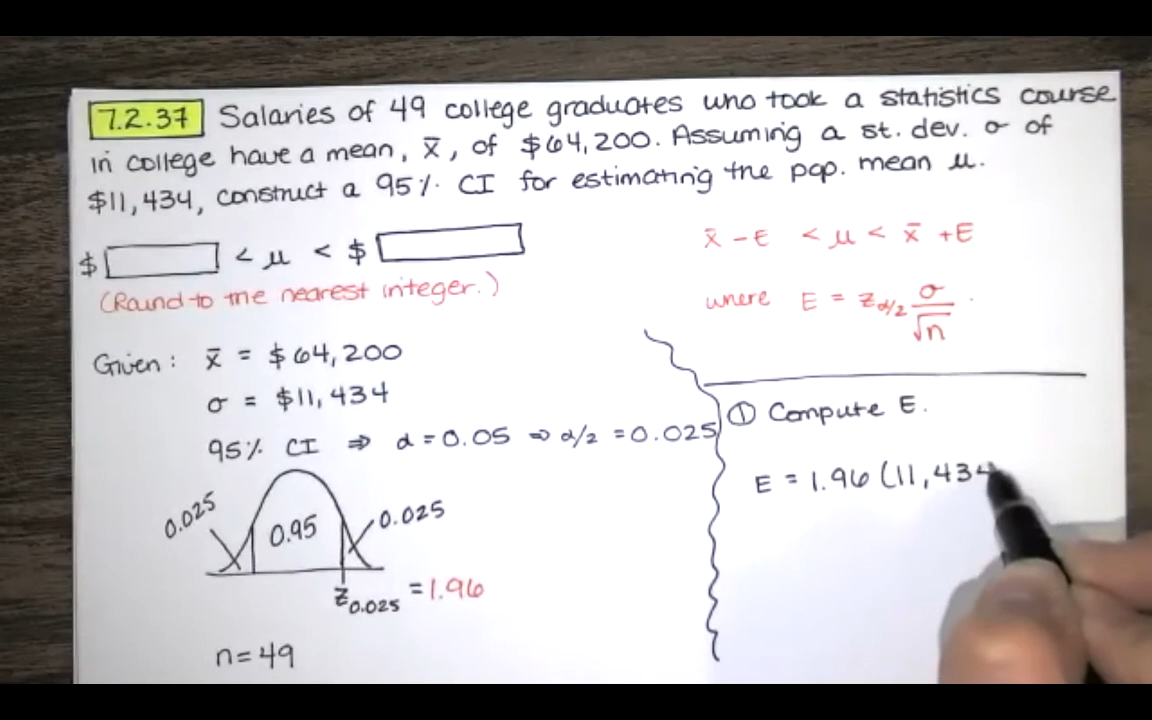 7.2.37 Salaries of 49 college graduates who took a statistics course
in college have a mean, x̄, of $64,200. Assuming a st. dev. σ of
$11,434, construct a 95% CI for estimating the pop. mean μ.
$ < μ < $
(Round to the nearest integer.)
x̄ - E < μ < x̄ + E
where E = z α/2 σ/√n .
Given: x̄ = $64,200
σ = $11,434
95% CI ⇒ α = 0.05 ⇒ α/2 = 0.025
0.025 0.95 0.025
z 0.025 = 1.96
n = 49
① Compute E.
E = 1.96 (11,434